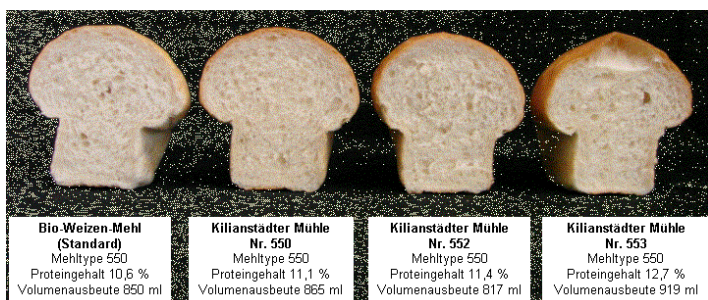 Bio-Weizen-Mehl
(Standard)
Mehltype 550
Proteingehalt 10,6 %
Volumenausbeute 850 ml
Kilianstädter Mühle
Nr. 550
Mehltype 550
Proteingehalt 11,1 %
Volumenausbeute 865 ml
Kilianstädter Mühle
Nr. 552
Mehltype 550
Proteingehalt 11,4 %
Volumenausbeute 817 ml
Kilianstädter Mühle
Nr. 553
Mehltype 550
Proteingehalt 12,7 %
Volumenausbeute 919 ml